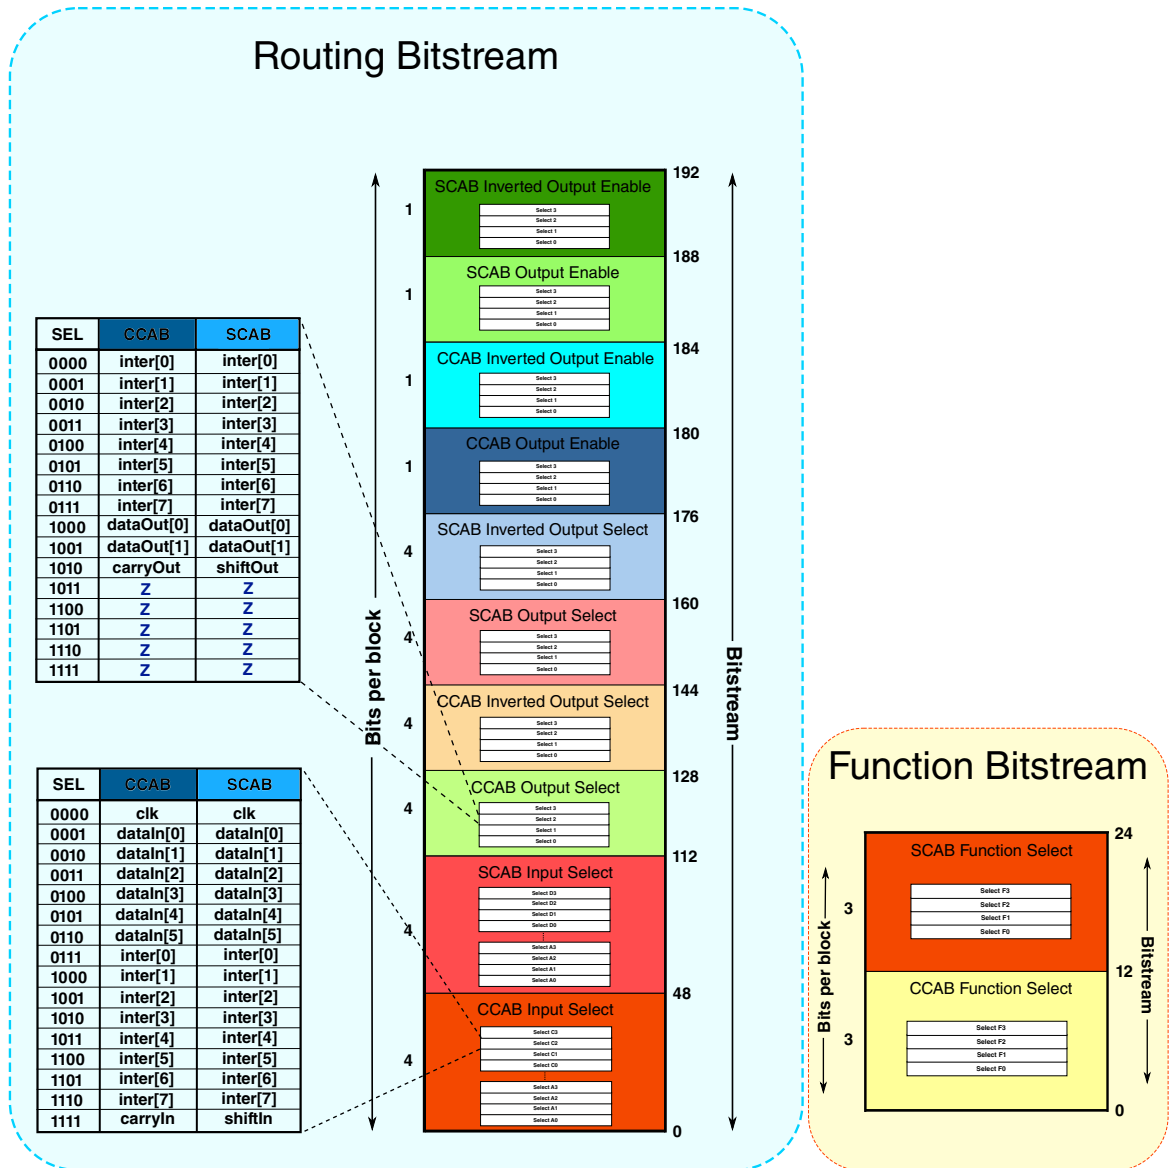 Routing Bitstream
192
SCAB Inverted Output Enable
1
Select 3
Select 2
Select 1
Select 0
188
SCAB Output Enable
1
Select 3
Select 2
Select 1
Select 0
184
CCAB Inverted Output Enable
1
Select 3
Select 2
Select 1
Select 0
180
CCAB Output Enable
1
Select 3
Select 2
Select 1
Select 0
176
SCAB Inverted Output Select
4
Select 3
Select 2
Select 1
Select 0
160
SCAB Output Select
4
Select 3
Select 2
Select 1
Select 0
144
CCAB Inverted Output Select
4
Select 3
Select 2
Select 1
Select 0
128
CCAB Output Select
4
Select 3
Select 2
Select 1
Select 0
112
SCAB Input Select
4
Select D3
Select D2
Select D1
Select D0
Select A3
Select A2
Select A1
Select A0
48
CCAB Input Select
4
Select C3
Select C2
Select C1
Select C0
Select A3
Select A2
Select A1
Select A0
0
Bits per block
Bitstream
SEL CCAB SCAB
0000 inter[0] inter[0]
0001 inter[1] inter[1]
0010 inter[2] inter[2]
0011 inter[3] inter[3]
0100 inter[4] inter[4]
0101 inter[5] inter[5]
0110 inter[6] inter[6]
0111 inter[7] inter[7]
1000 dataOut[0] dataOut[0]
1001 dataOut[1] dataOut[1]
1010 carryOut shiftOut
1011 Z Z
1100 Z Z
1101 Z Z
1110 Z Z
1111 Z Z
SEL CCAB SCAB
0000 clk clk
0001 dataIn[0] dataIn[0]
0010 dataIn[1] dataIn[1]
0011 dataIn[2] dataIn[2]
0100 dataIn[3] dataIn[3]
0101 dataIn[4] dataIn[4]
0110 dataIn[5] dataIn[5]
0111 inter[0] inter[0]
1000 inter[1] inter[1]
1001 inter[2] inter[2]
1010 inter[3] inter[3]
1011 inter[4] inter[4]
1100 inter[5] inter[5]
1101 inter[6] inter[6]
1110 inter[7] inter[7]
1111 carryIn shiftIn
Function Bitstream
24
SCAB Function Select
3
Select F3
Select F2
Select F1
Select F0
12
CCAB Function Select
3
Select F3
Select F2
Select F1
Select F0
0
Bits per block
Bitstream